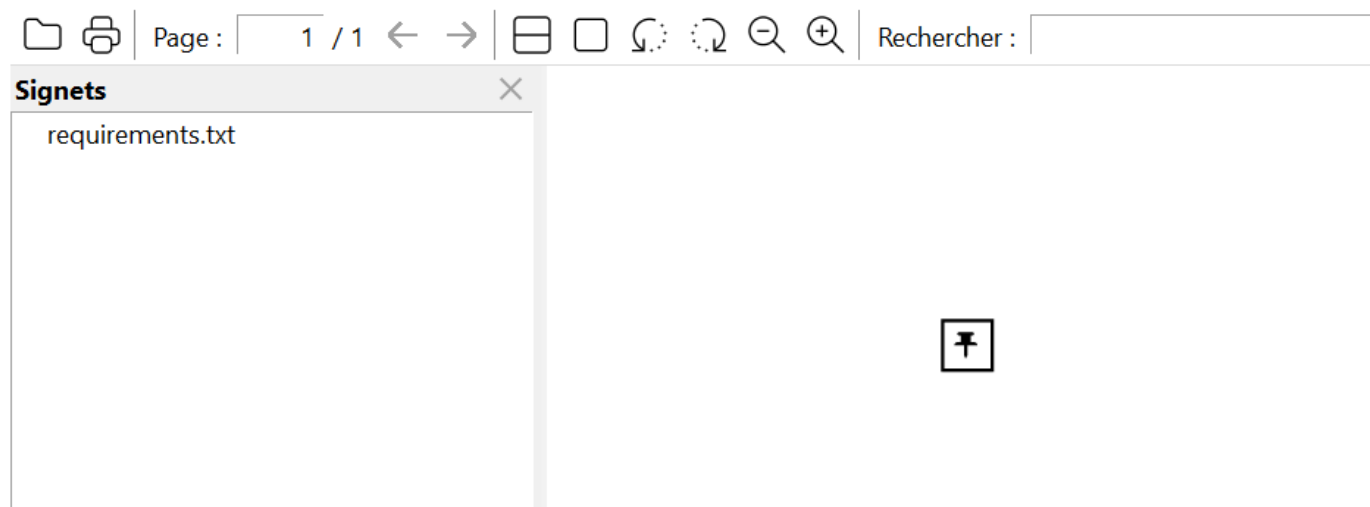 Page : 1 / 1 Rechercher :
Signets
requirements.txt